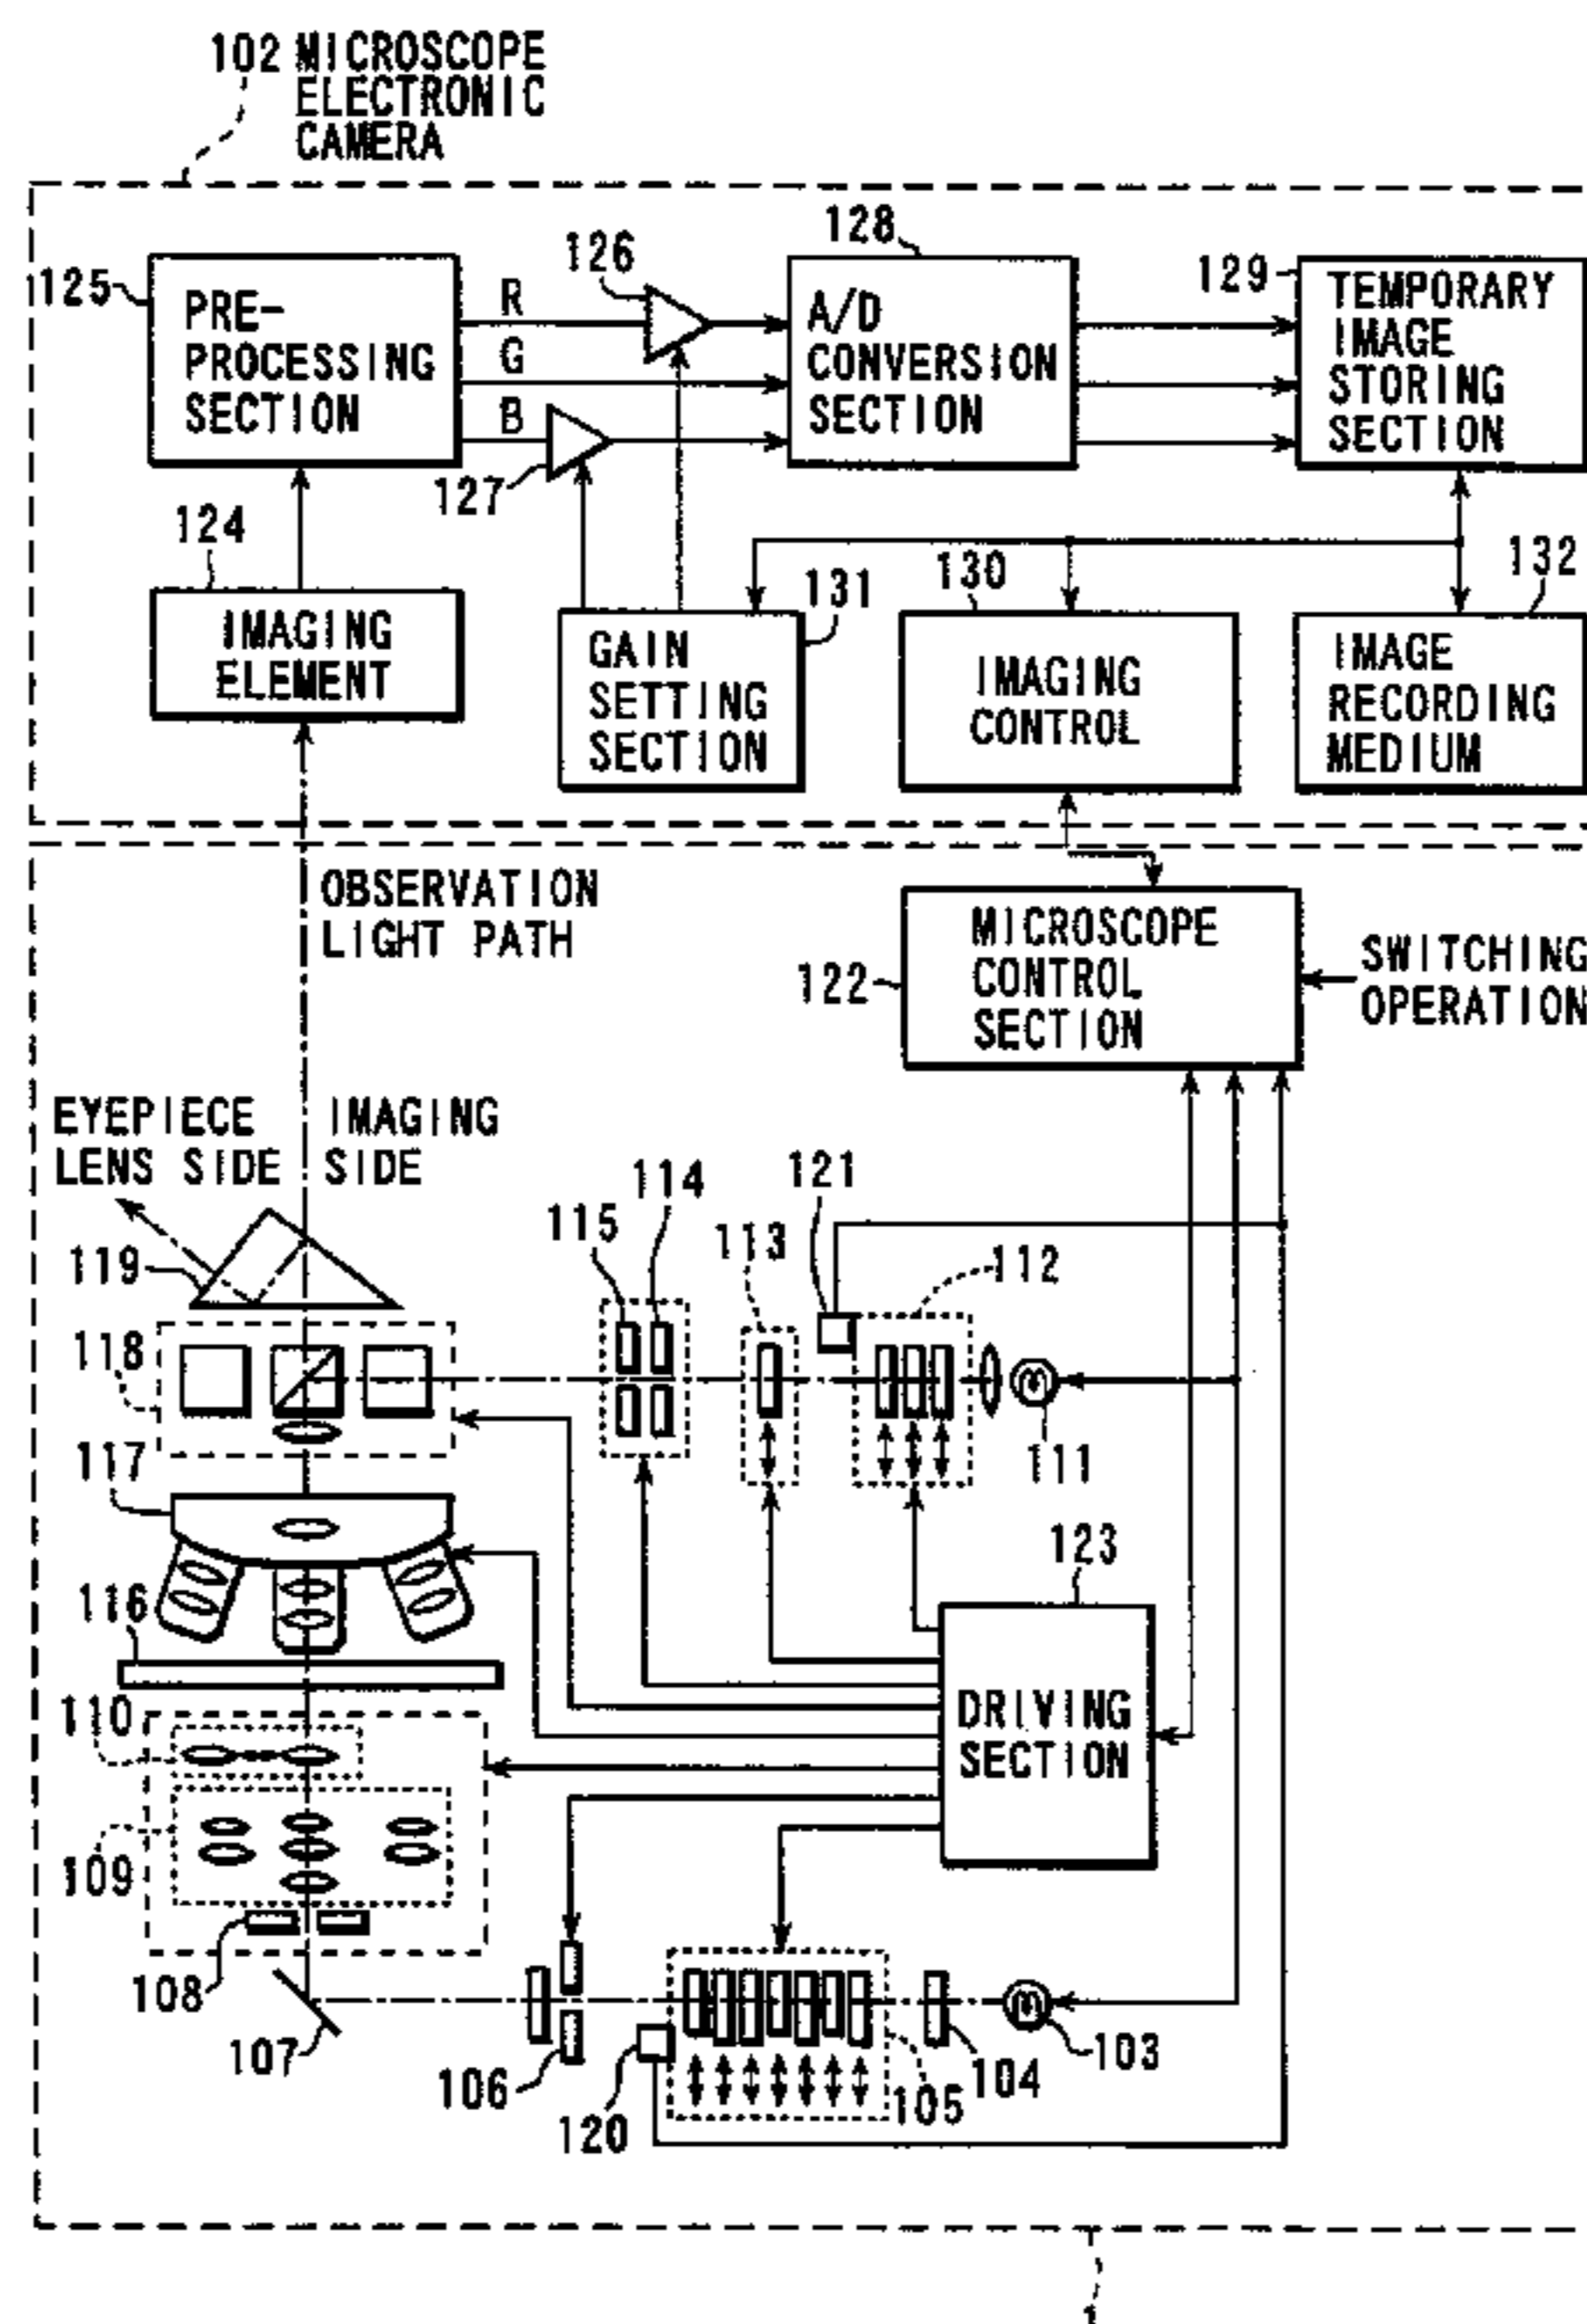 102 MICROSCOPE
ELECTRONIC
CAMERA
125
PRE-
PROCESSING
SECTION
R
G
B
126
127
128
A/D
CONVERSION
SECTION
129
TEMPORARY
IMAGE
STORING
SECTION
124
IMAGING
ELEMENT
131
GAIN
SETTING
SECTION
130
IMAGING
CONTROL
132
IMAGE
RECORDING
MEDIUM
OBSERVATION
LIGHT PATH
122
MICROSCOPE
CONTROL
SECTION
SWITCHING
OPERATION
EYEPIECE
LENS SIDE
IMAGING
SIDE
119
115
114
113
121
112
118
111
117
116
123
DRIVING
SECTION
110
109
108
107
106
120
105
104
103